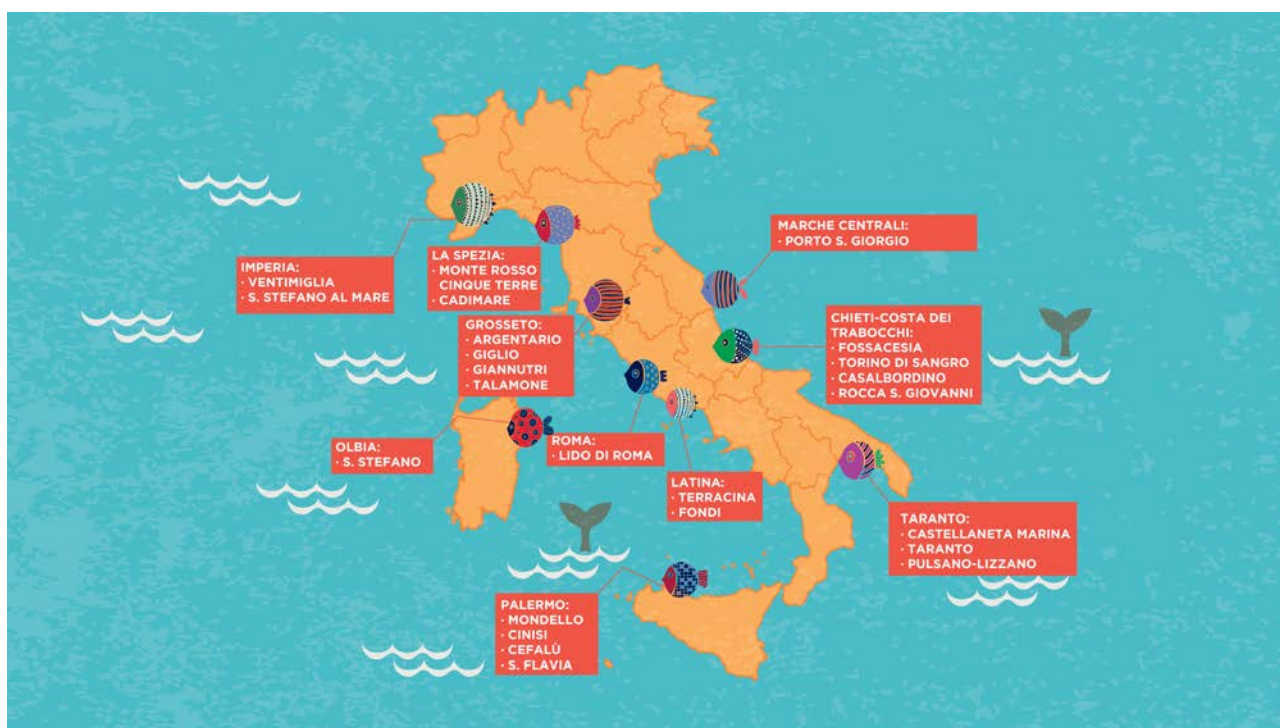 IMPERIA:
· VENTIMIGLIA
· S. STEFANO AL MARE
LA SPEZIA:
· MONTE ROSSO
CINQUE TERRE
· CADIMARE
GROSSETO:
· ARGENTARIO
· GIGLIO
· GIANNUTRI
· TALAMONE
OLBIA:
· S. STEFANO
ROMA:
· LIDO DI ROMA
LATINA:
· TERRACINA
· FONDI
PALERMO:
· MONDELLO
· CINISI
· CEFALÙ
· S. FLAVIA
MARCHE CENTRALI:
· PORTO S. GIORGIO
CHIETI-COSTA DEI
TRABOCCHI:
· FOSSACESIA
· TORINO DI SANGRO
· CASALBORDINO
· ROCCA S. GIOVANNI
TARANTO:
· CASTELLANETA MARINA
· TARANTO
· PULSANO-LIZZANO